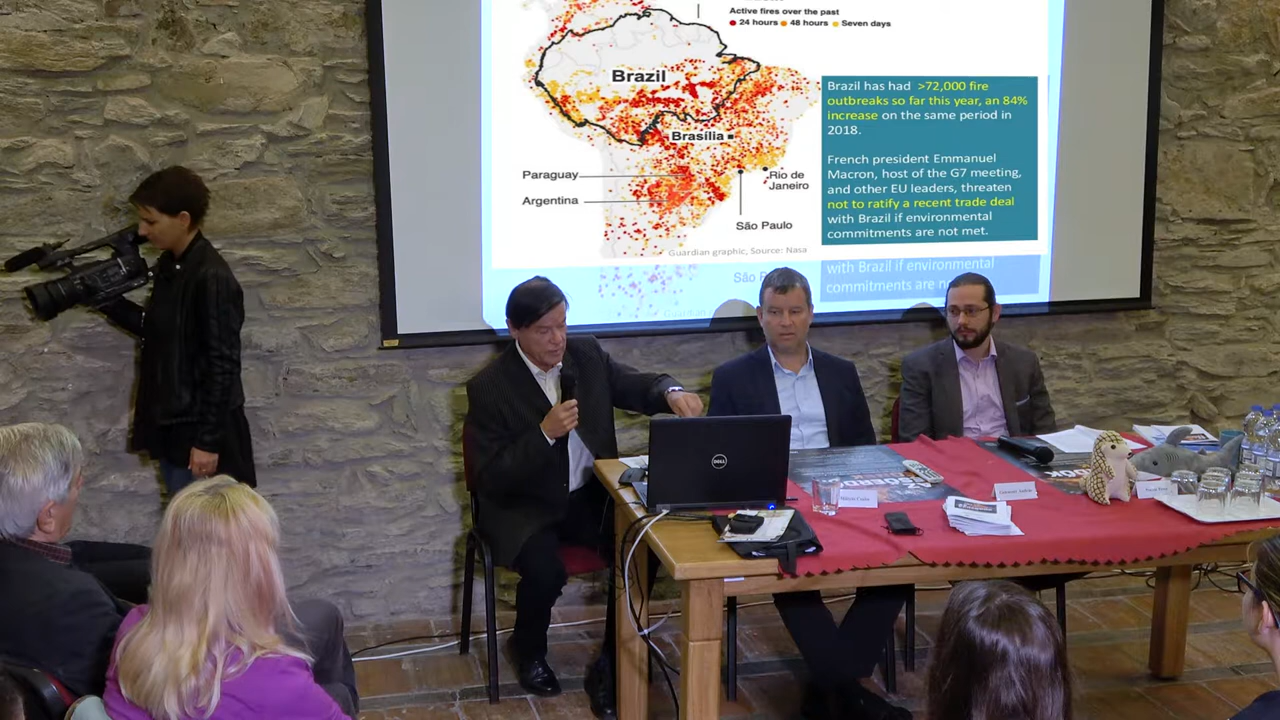 Active fires over the past
24 hours 48 hours Seven days
Brazil
Brasília
Paraguay
Argentina
Rio de
Janeiro
São Paulo
Guardian graphic, Source: Nasa
Brazil has had >72,000 fire
outbreaks so far this year, an 84%
increase on the same period in
2018.
French president Emmanuel
Macron, host of the G7 meeting,
and other EU leaders, threaten
not to ratify a recent trade deal
with Brazil if environmental
commitments are not met.
São
with Brazil if environmental
commitments are
DELL